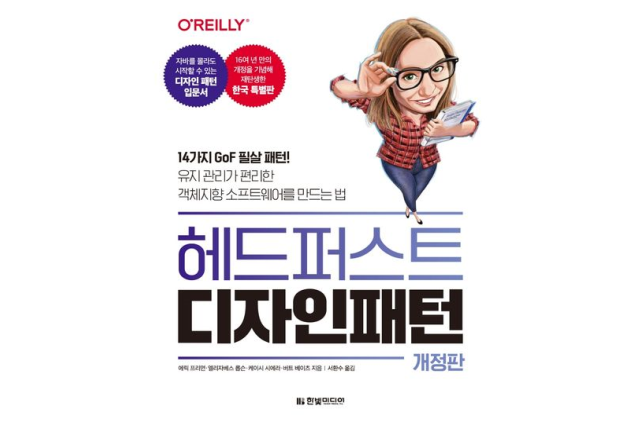 O'REILLY®
자바를 몰라도
시작할 수 있는
디자인 패턴
입문서
16여 년 만의
개정을 기념해
재탄생한
한국 특별판
14가지 GoF 필살 패턴!
유지 관리가 편리한
객체지향 소프트웨어를 만드는 법
헤드퍼스트
디자인패턴
개정판
에릭 프리먼·엘리자베스 롭슨·케이시 시에라·버트 베이츠 지음 | 서환수 옮김
한빛미디어